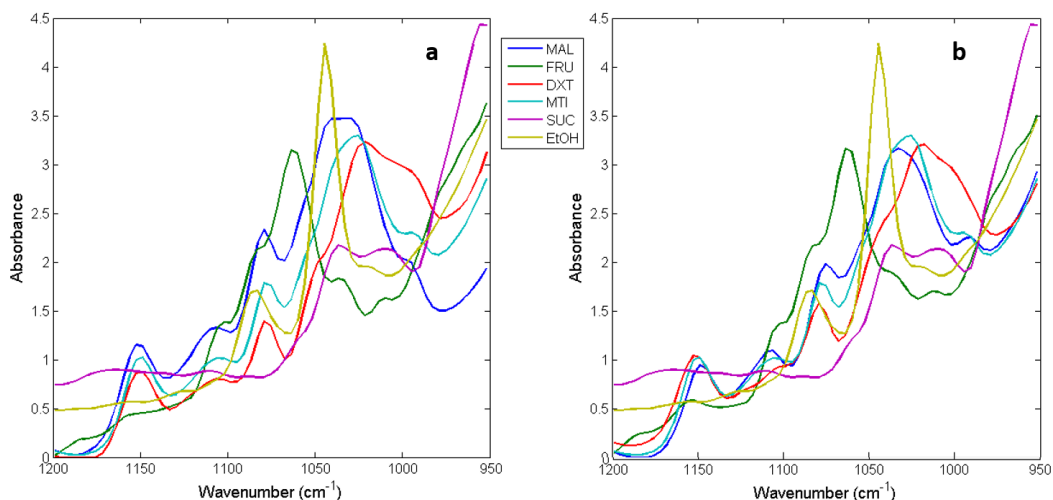 a
4.5
4
3.5
3
2.5
2
1.5
1
0.5
0
Absorbance
1200
1150
1100
1050
1000
950
Wavenumber (cm-1)
MAL
FRU
DXT
MTI
SUC
EtOH
b
4.5
4
3.5
3
2.5
2
1.5
1
0.5
0
Absorbance
1200
1150
1100
1050
1000
950
Wavenumber (cm-1)